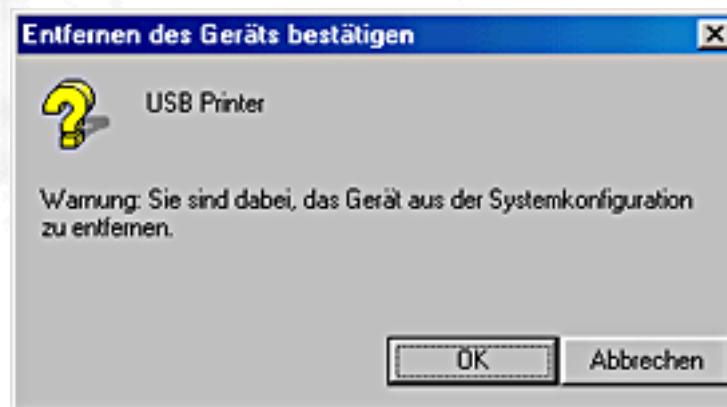 Entfernen des Geräts bestätigen
USB Printer
Warnung: Sie sind dabei, das Gerät aus der Systemkonfiguration
zu entfernen.
OK Abbrechen